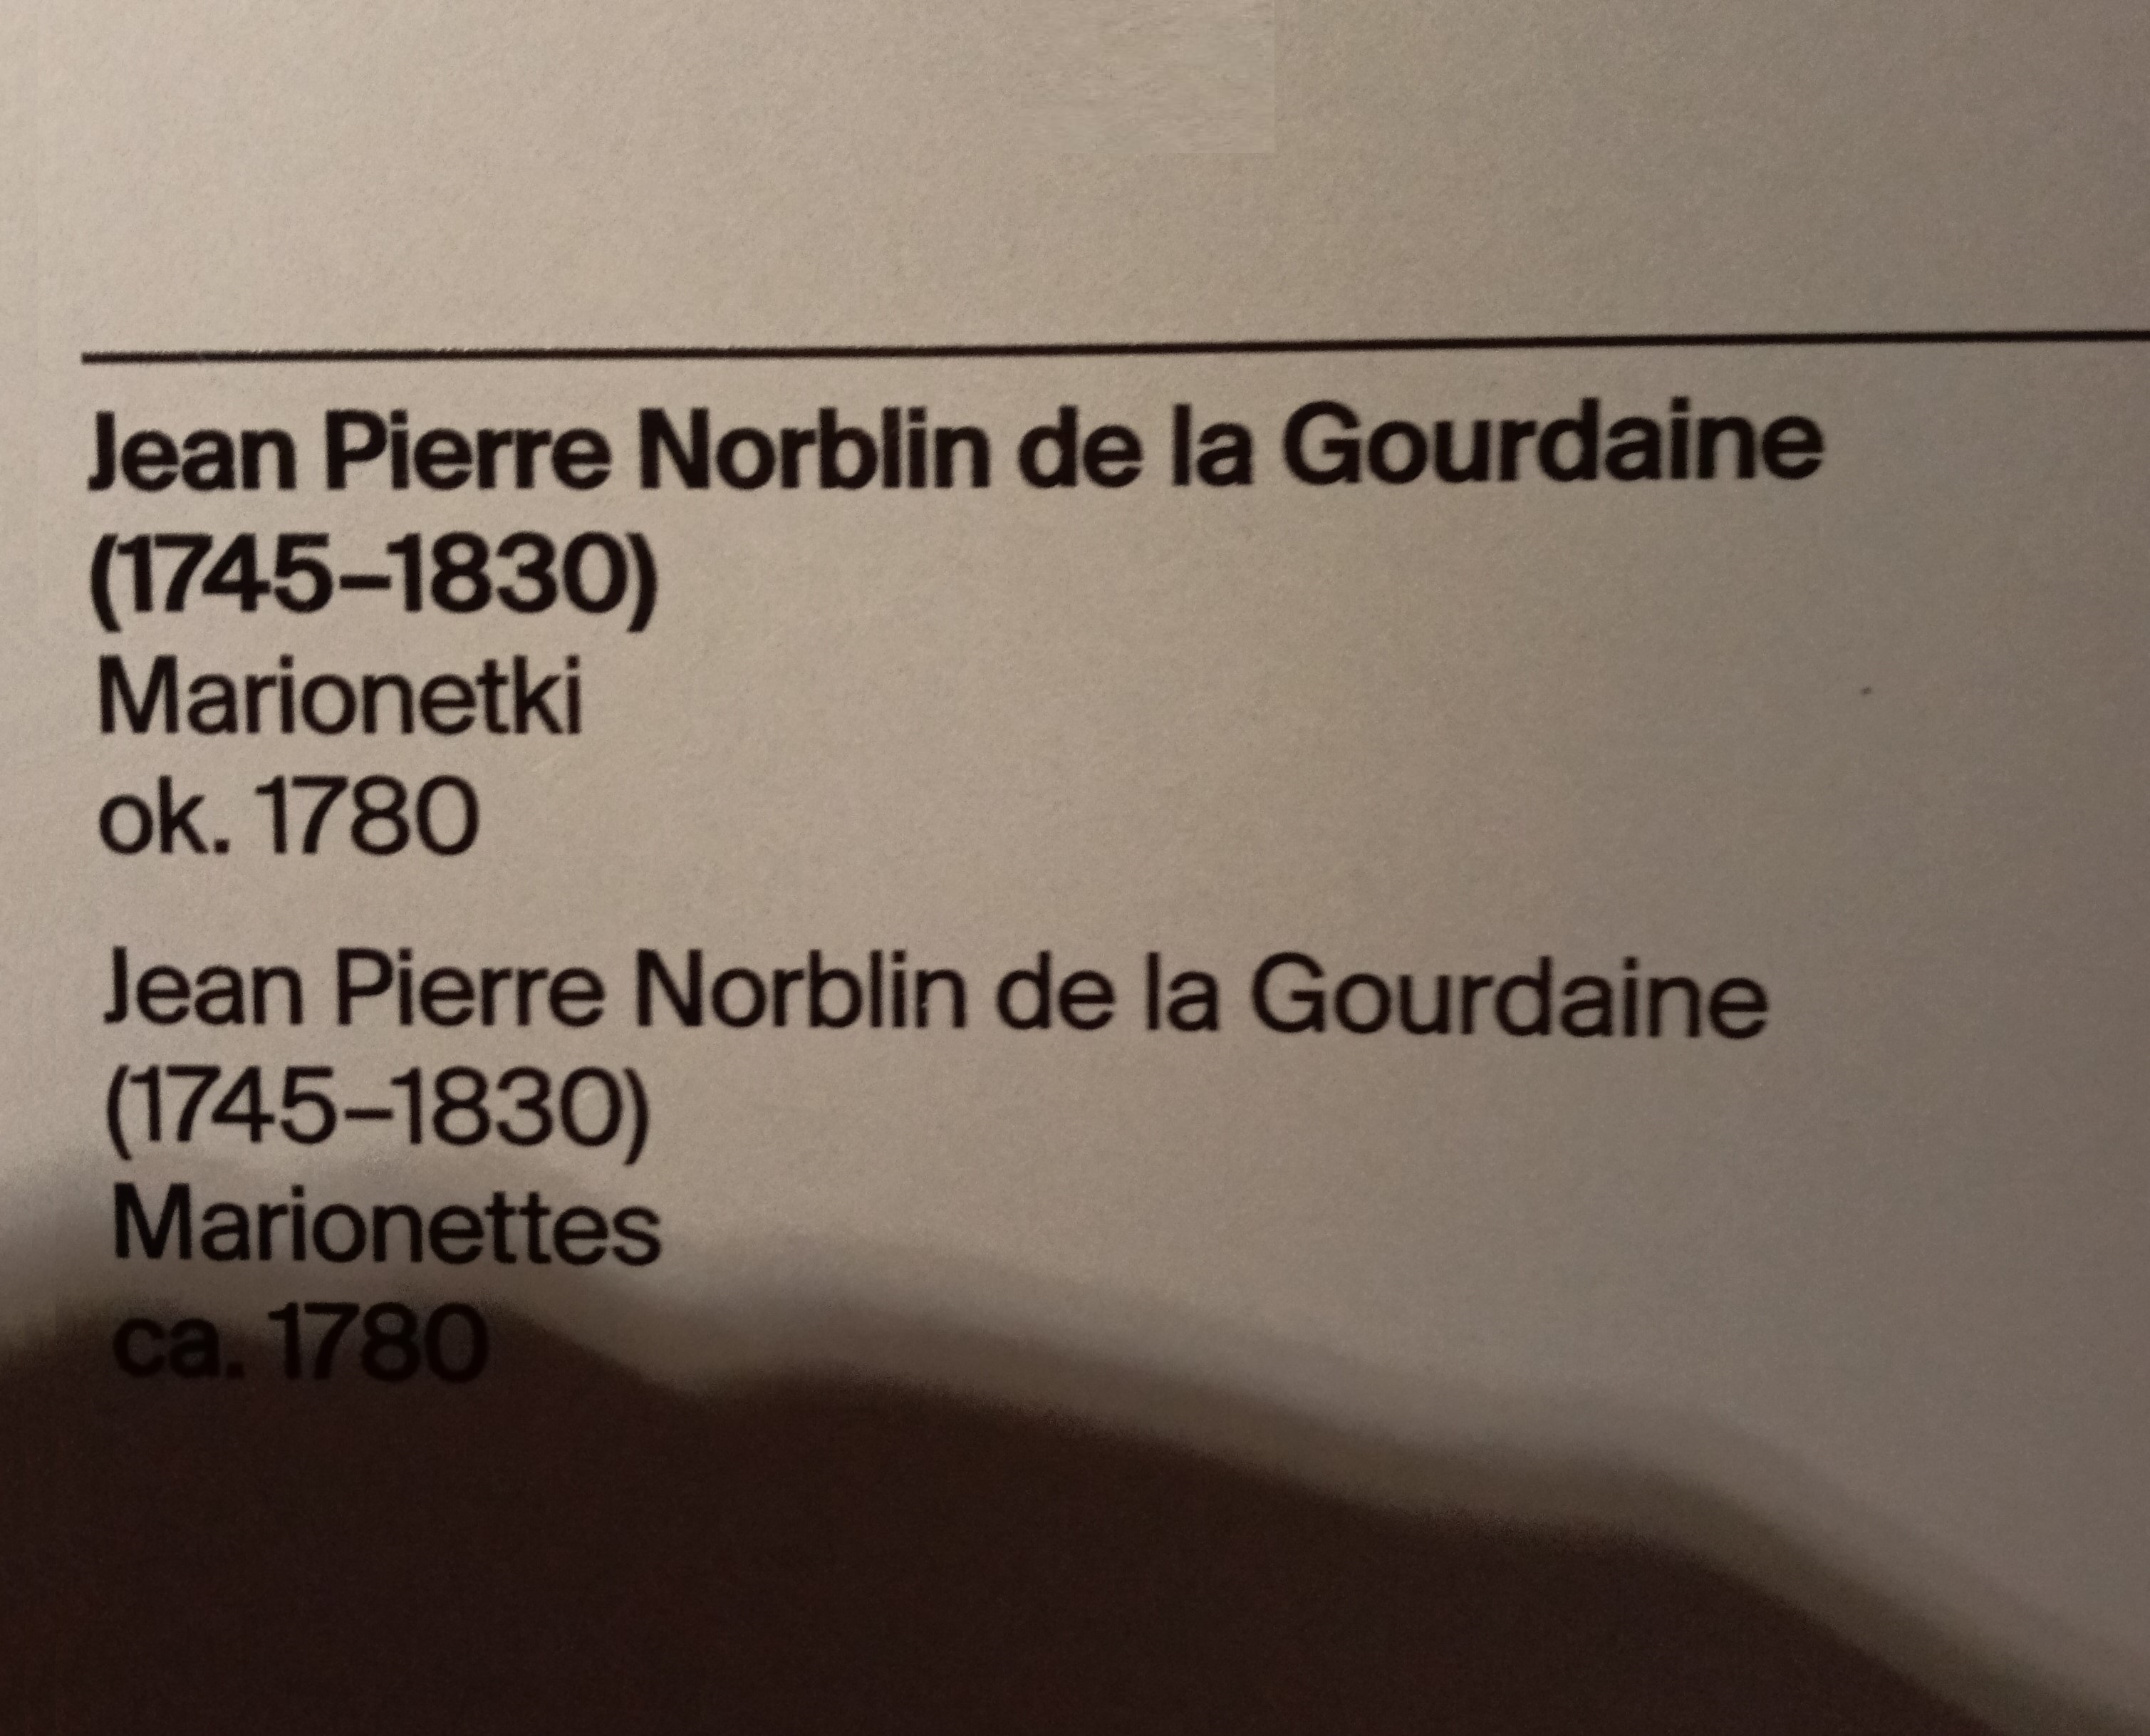 Jean Pierre Norblin de la Gourdaine
(1745–1830)
Marionetki
ok. 1780
Jean Pierre Norblin de la Gourdaine
(1745–1830)
Marionettes
ca. 1780